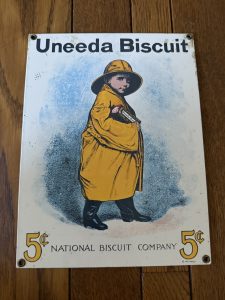 Uneeda Biscuit
5¢ NATIONAL BISCUIT COMPANY 5¢